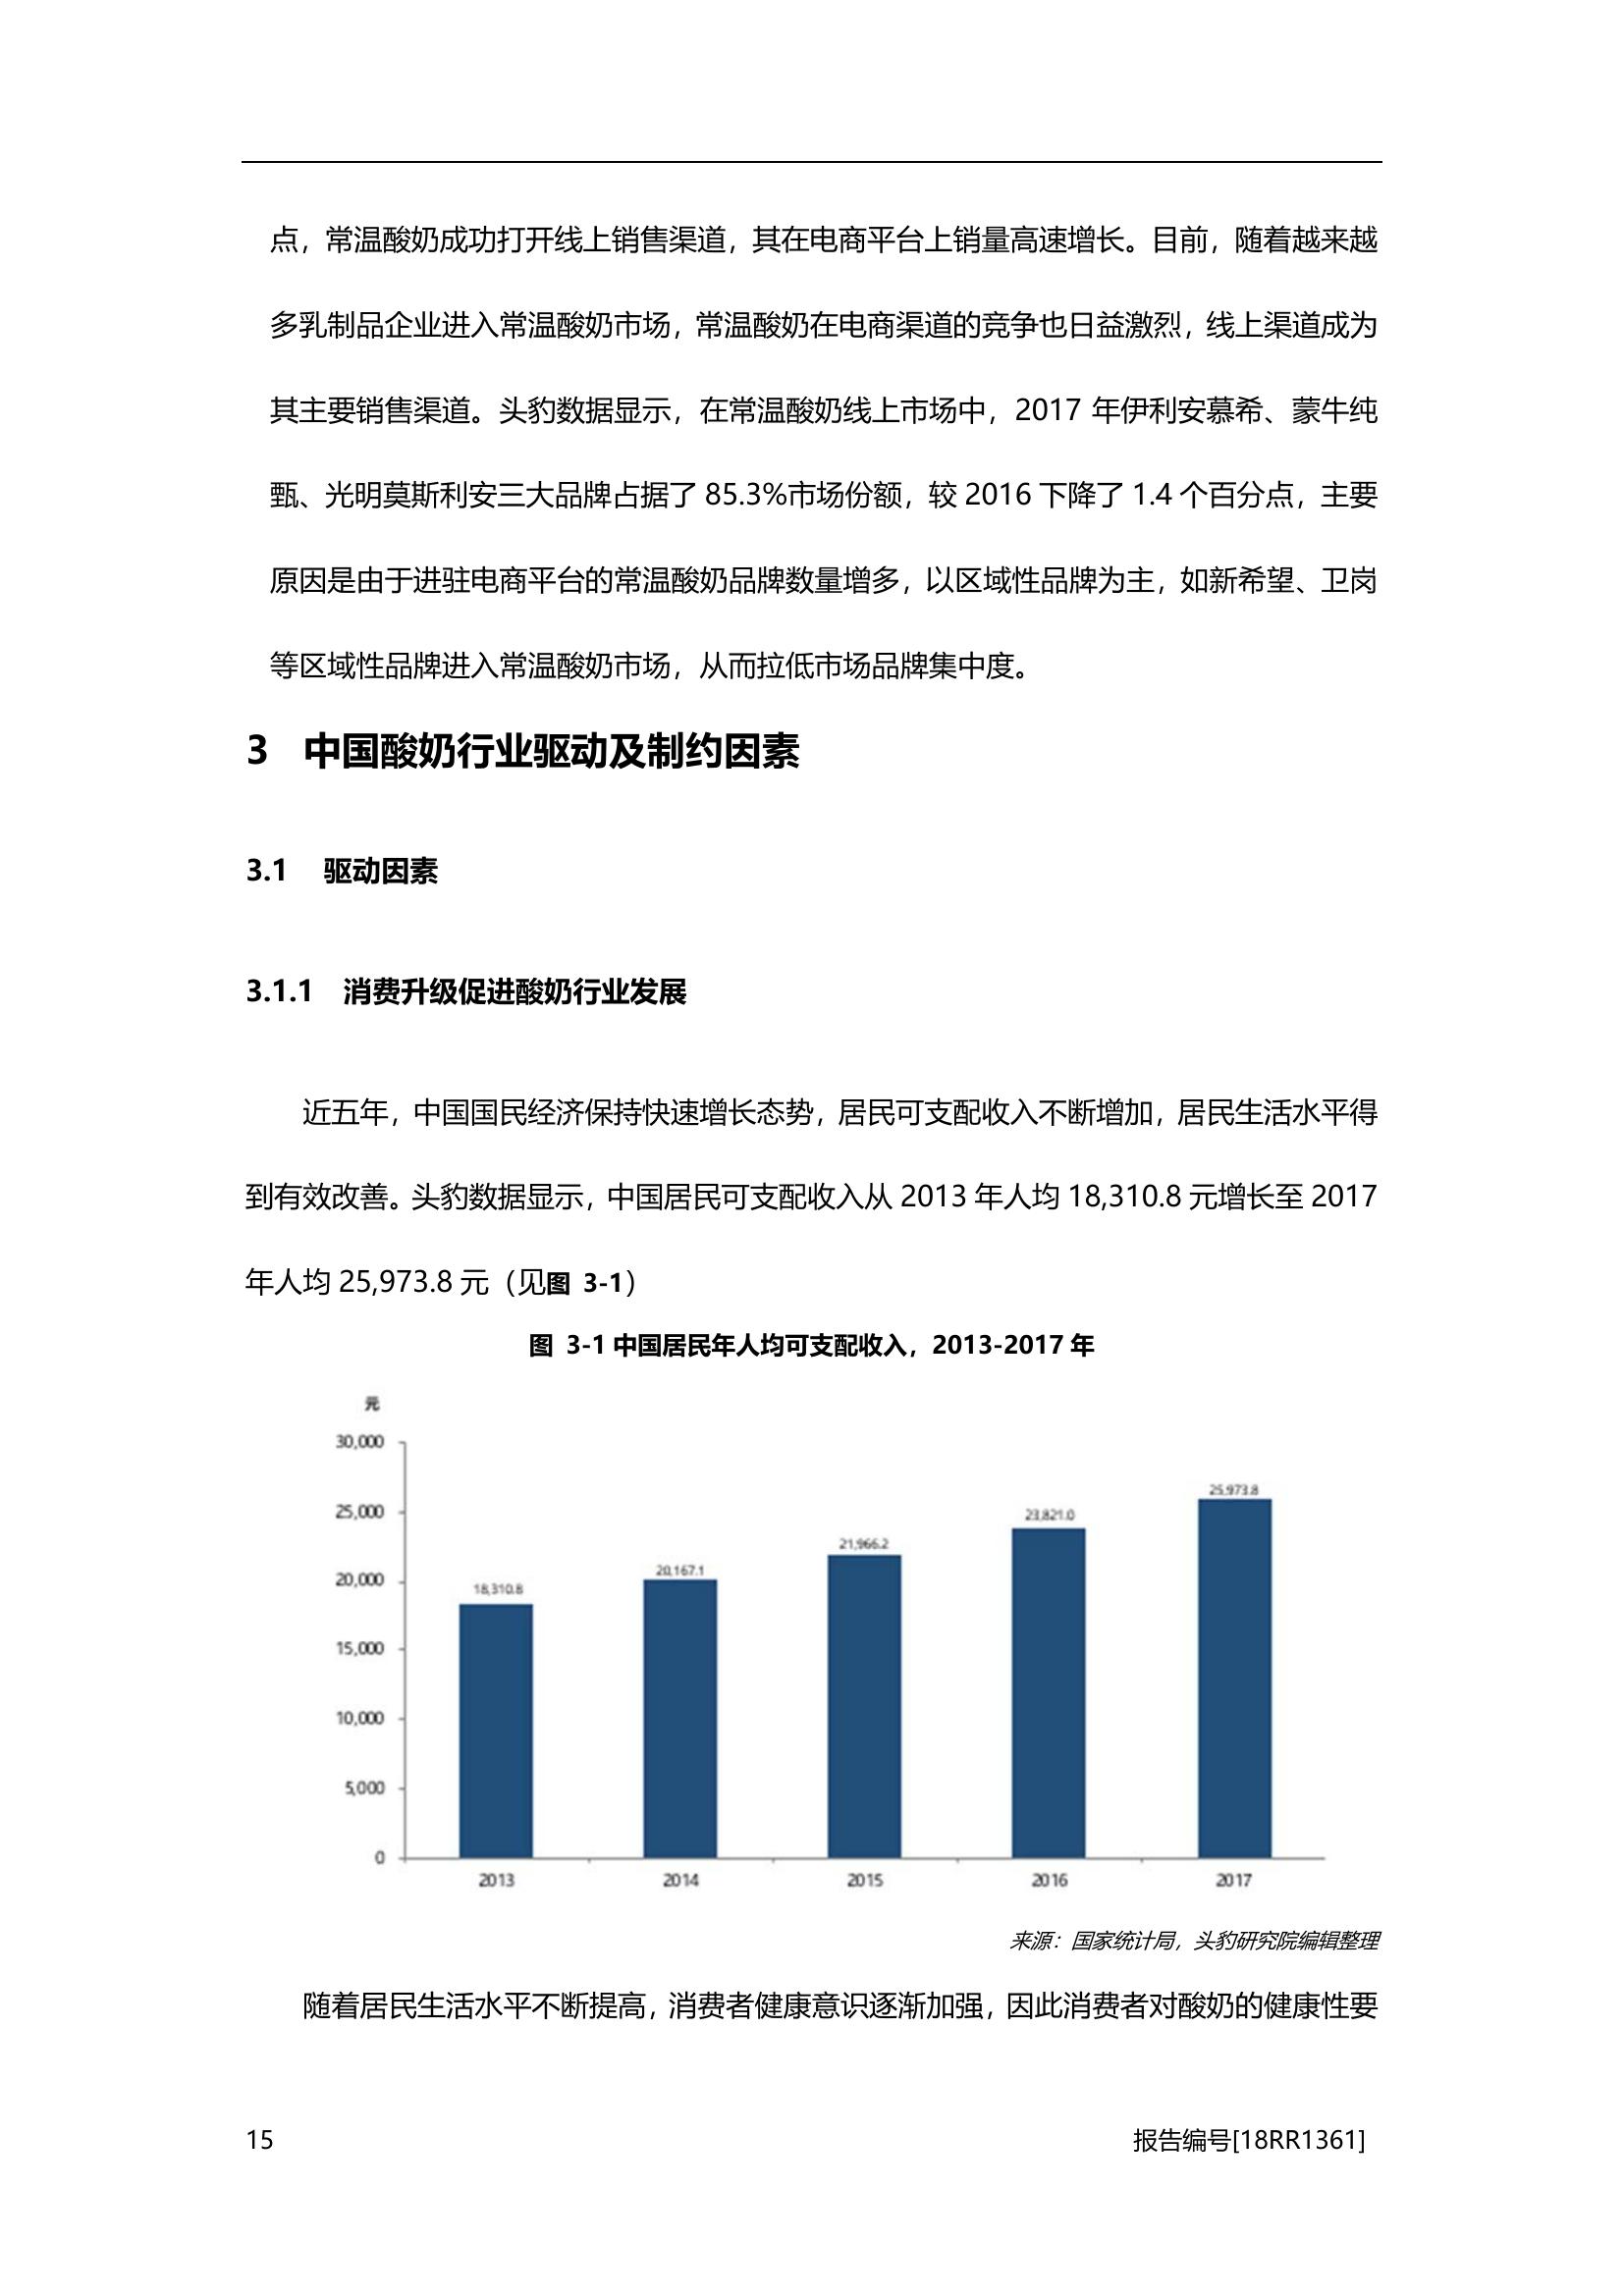 点，常温酸奶成功打开线上销售渠道，其在电商平台上销量高速增长。目前，随着越来越
多乳制品企业进入常温酸奶市场，常温酸奶在电商渠道的竞争也日益激烈，线上渠道成为
其主要销售渠道。头豹数据显示，在常温酸奶线上市场中，2017 年伊利安慕希、蒙牛纯
甄、光明莫斯利安三大品牌占据了 85.3%市场份额，较 2016 下降了 1.4 个百分点，主要
原因是由于进驻电商平台的常温酸奶品牌数量增多，以区域性品牌为主，如新希望、卫岗
等区域性品牌进入常温酸奶市场，从而拉低市场品牌集中度。
3 中国酸奶行业驱动及制约因素
3.1 驱动因素
3.1.1 消费升级促进酸奶行业发展
近五年，中国国民经济保持快速增长态势，居民可支配收入不断增加，居民生活水平得
到有效改善。头豹数据显示，中国居民可支配收入从 2013 年人均 18,310.8 元增长至 2017
年人均 25,973.8 元（见图 3-1）
图 3-1 中国居民年人均可支配收入，2013-2017 年
元
30,000
25,000
20,000
15,000
10,000
5,000
0
18,310.8
20,167.1
21,966.2
23,821.0
25,973.8
2013 2014 2015 2016 2017
来源：国家统计局，头豹研究院编辑整理
随着居民生活水平不断提高，消费者健康意识逐渐加强，因此消费者对酸奶的健康性要
15 报告编号[18RR1361]